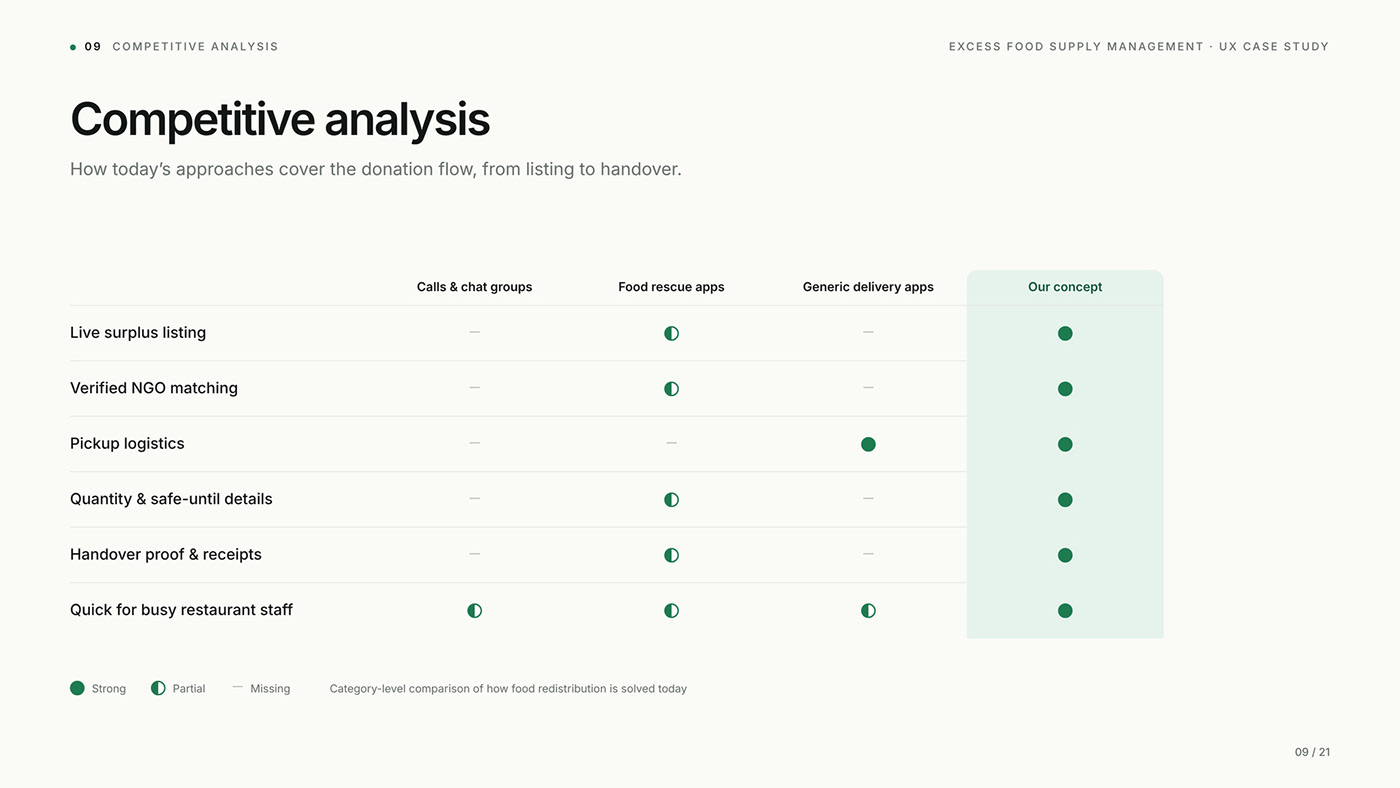 09 COMPETITIVE ANALYSIS
EXCESS FOOD SUPPLY MANAGEMENT · UX CASE STUDY
Competitive analysis
How today’s approaches cover the donation flow, from listing to handover.
Calls & chat groups Food rescue apps Generic delivery apps Our concept
Live surplus listing — —
Verified NGO matching — —
Pickup logistics — —
Quantity & safe-until details — —
Handover proof & receipts — —
Quick for busy restaurant staff
Strong Partial — Missing Category-level comparison of how food redistribution is solved today
09 / 21